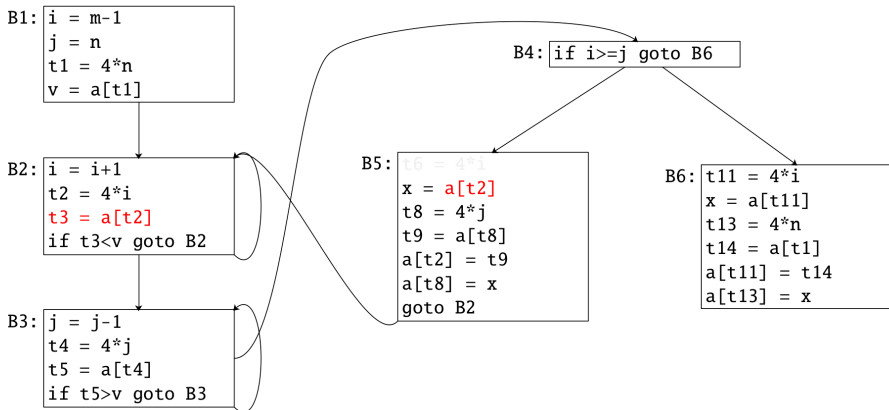 B1: i = m-1
j = n
t1 = 4*n
v = a[t1]
B2: i = i+1
t2 = 4*i
t3 = a[t2]
if t3<v goto B2
B3: j = j-1
t4 = 4*j
t5 = a[t4]
if t5>v goto B3
B4: if i>=j goto B6
B5: t6 = 4*i
x = a[t2]
t8 = 4*j
t9 = a[t8]
a[t2] = t9
a[t8] = x
goto B2
B6: t11 = 4*i
x = a[t11]
t13 = 4*n
t14 = a[t1]
a[t11] = t14
a[t13] = x